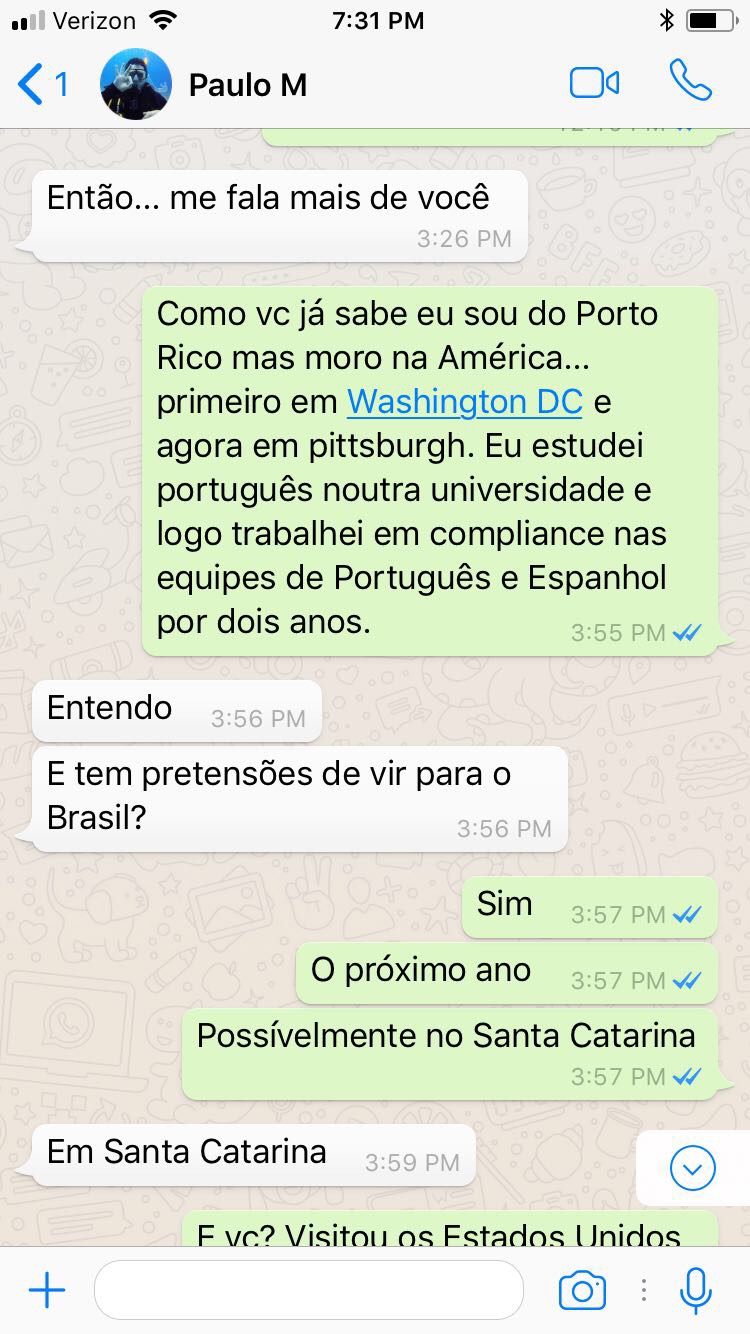 Verizon 7:31 PM
1 Paulo M
Então... me fala mais de você
3:26 PM
Como vc já sabe eu sou do Porto
Rico mas moro na América...
primeiro em Washington DC e
agora em pittsburgh. Eu estudei
português noutra universidade e
logo trabalhei em compliance nas
equipes de Português e Espanhol
por dois anos. 3:55 PM
Entendo 3:56 PM
E tem pretensões de vir para o
Brasil? 3:56 PM
Sim 3:57 PM
O próximo ano 3:57 PM
Possívelmente no Santa Catarina
3:57 PM
Em Santa Catarina 3:59 PM
E vc? Visitou os Estados Unidos